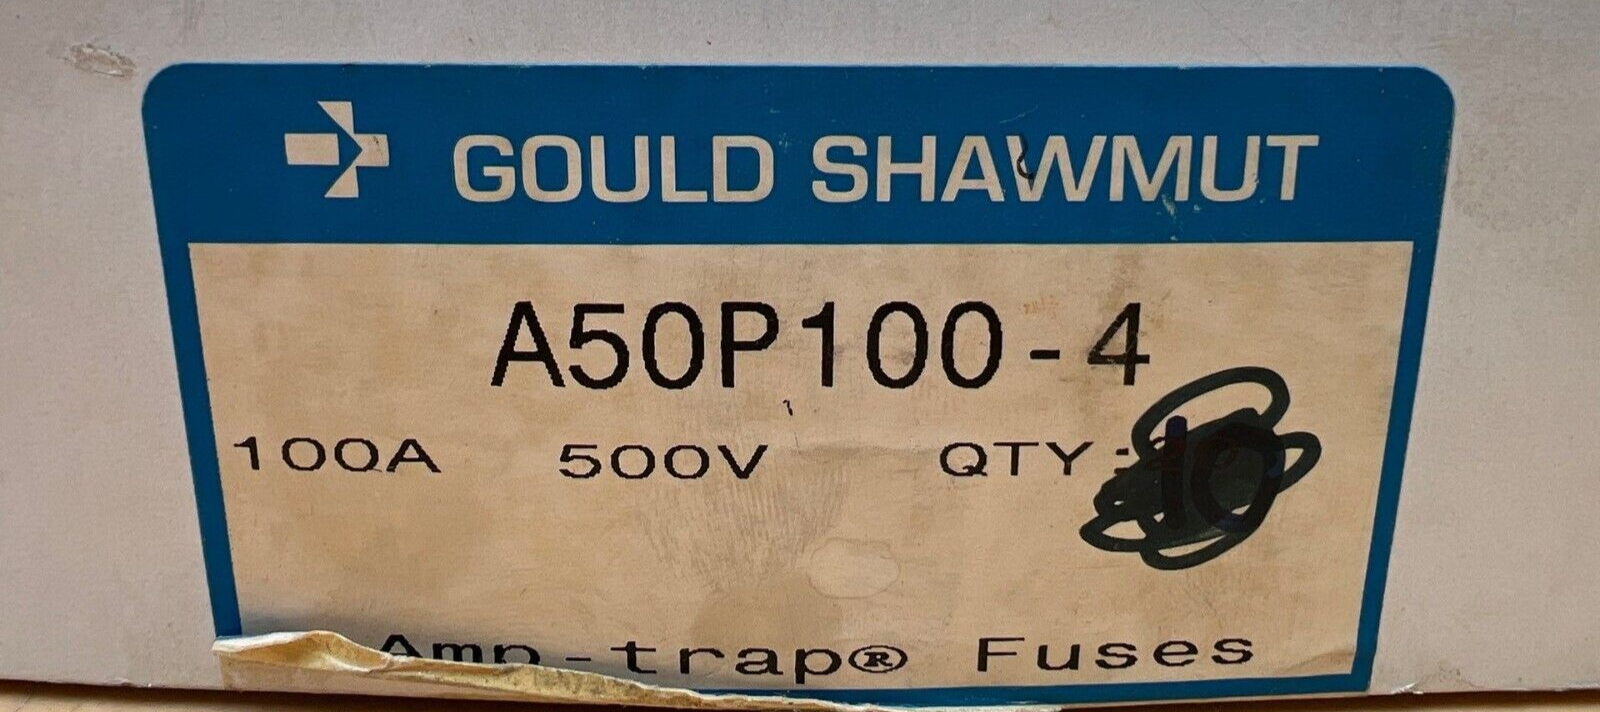 GOULD SHAWMUT
A50P100-4
100A 500V QTY:
Amp-trap® Fuses